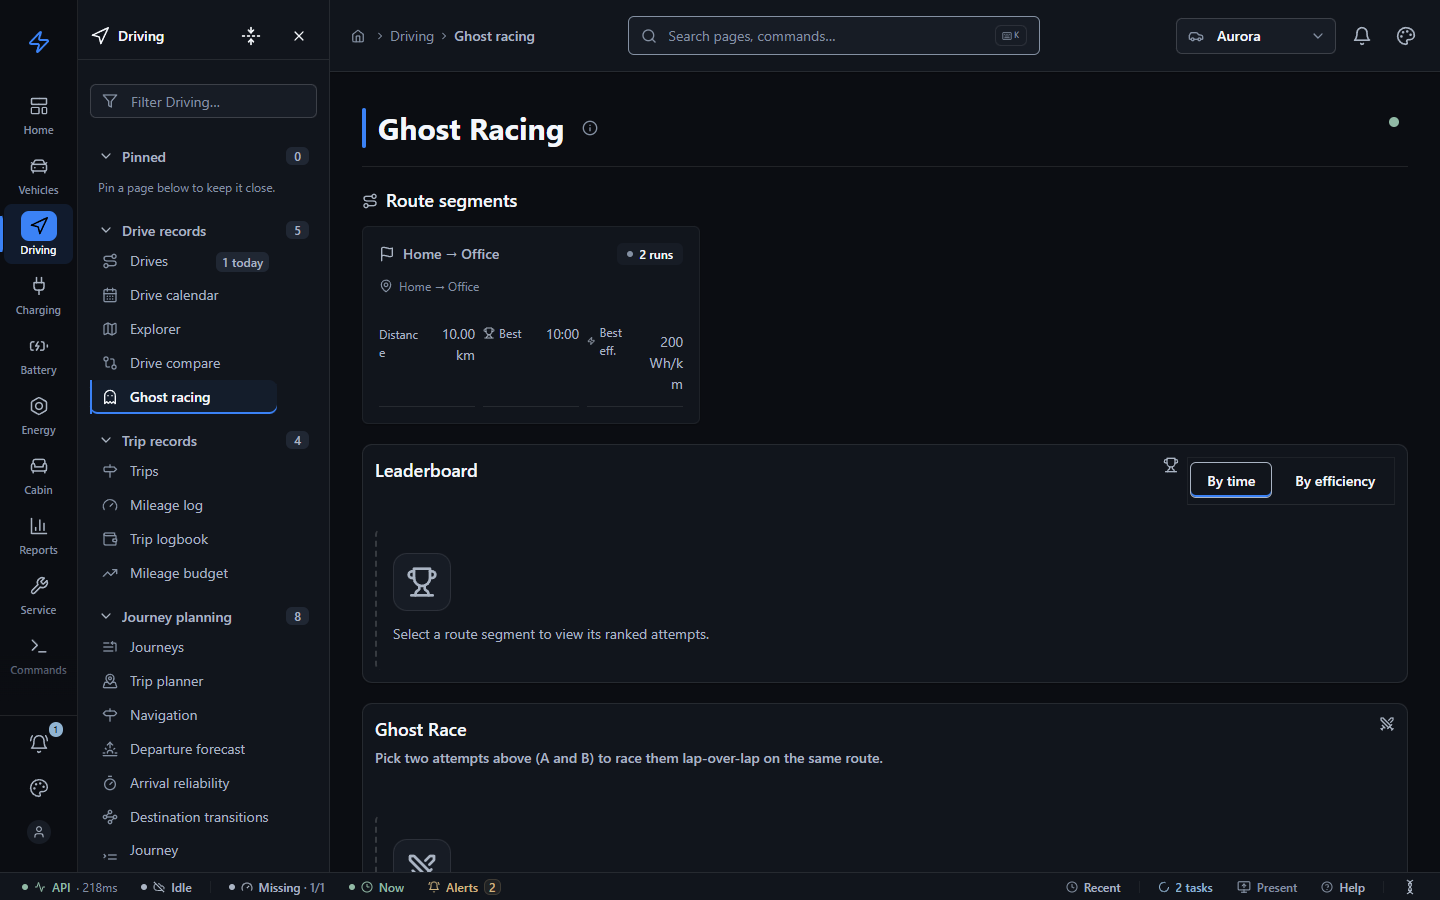 Driving
Driving
Ghost racing
Search pages, commands...
K
Aurora
Home
Vehicles
Driving
Charging
Battery
Energy
Cabin
Reports
Service
Commands
1
Filter Driving...
Pinned
0
Pin a page below to keep it close.
Drive records
5
Drives
1 today
Drive calendar
Explorer
Drive compare
Ghost racing
Trip records
4
Trips
Mileage log
Trip logbook
Mileage budget
Journey planning
8
Journeys
Trip planner
Navigation
Departure forecast
Arrival reliability
Destination transitions
Journey
Ghost Racing
Route segments
Home → Office
2 runs
Home → Office
Distanc
e
10.00
km
Best
10:00
Best
eff.
200
Wh/k
m
Leaderboard
By time
By efficiency
Select a route segment to view its ranked attempts.
Ghost Race
Pick two attempts above (A and B) to race them lap-over-lap on the same route.
API · 218ms
Idle
Missing · 1/1
Now
Alerts 2
Recent
2 tasks
Present
Help